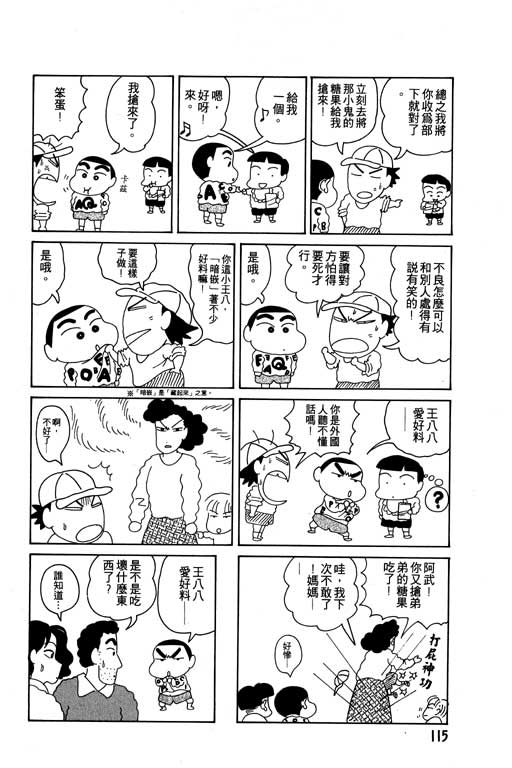 總之我將
你收為部
下就對了
立刻去將
那小鬼的
糖果給我
搶來！
給我
一個。
嗯，
好呀！
來。
我搶來了。
笨蛋！
卡茲
不良怎麼可以
和別人處得有
說有笑的！
要讓對
方怕得
要死才
行。
是哦。
你這小王八，
「暗嵌」著不少
好料嘛！
要這樣
子做！
是哦。
※「暗嵌」是「藏起來」之意。
王八八
愛好料——
？
你是外國
人聽不懂
話嗎！
啊，
不好了！
阿武！
你又搶弟
弟的糖果
吃了！
打屁神功
哇，我下
次不敢了
！媽媽——
好慘——
王八八
愛好料——
是不是吃
壞什麼東
西了？
誰知道…
115